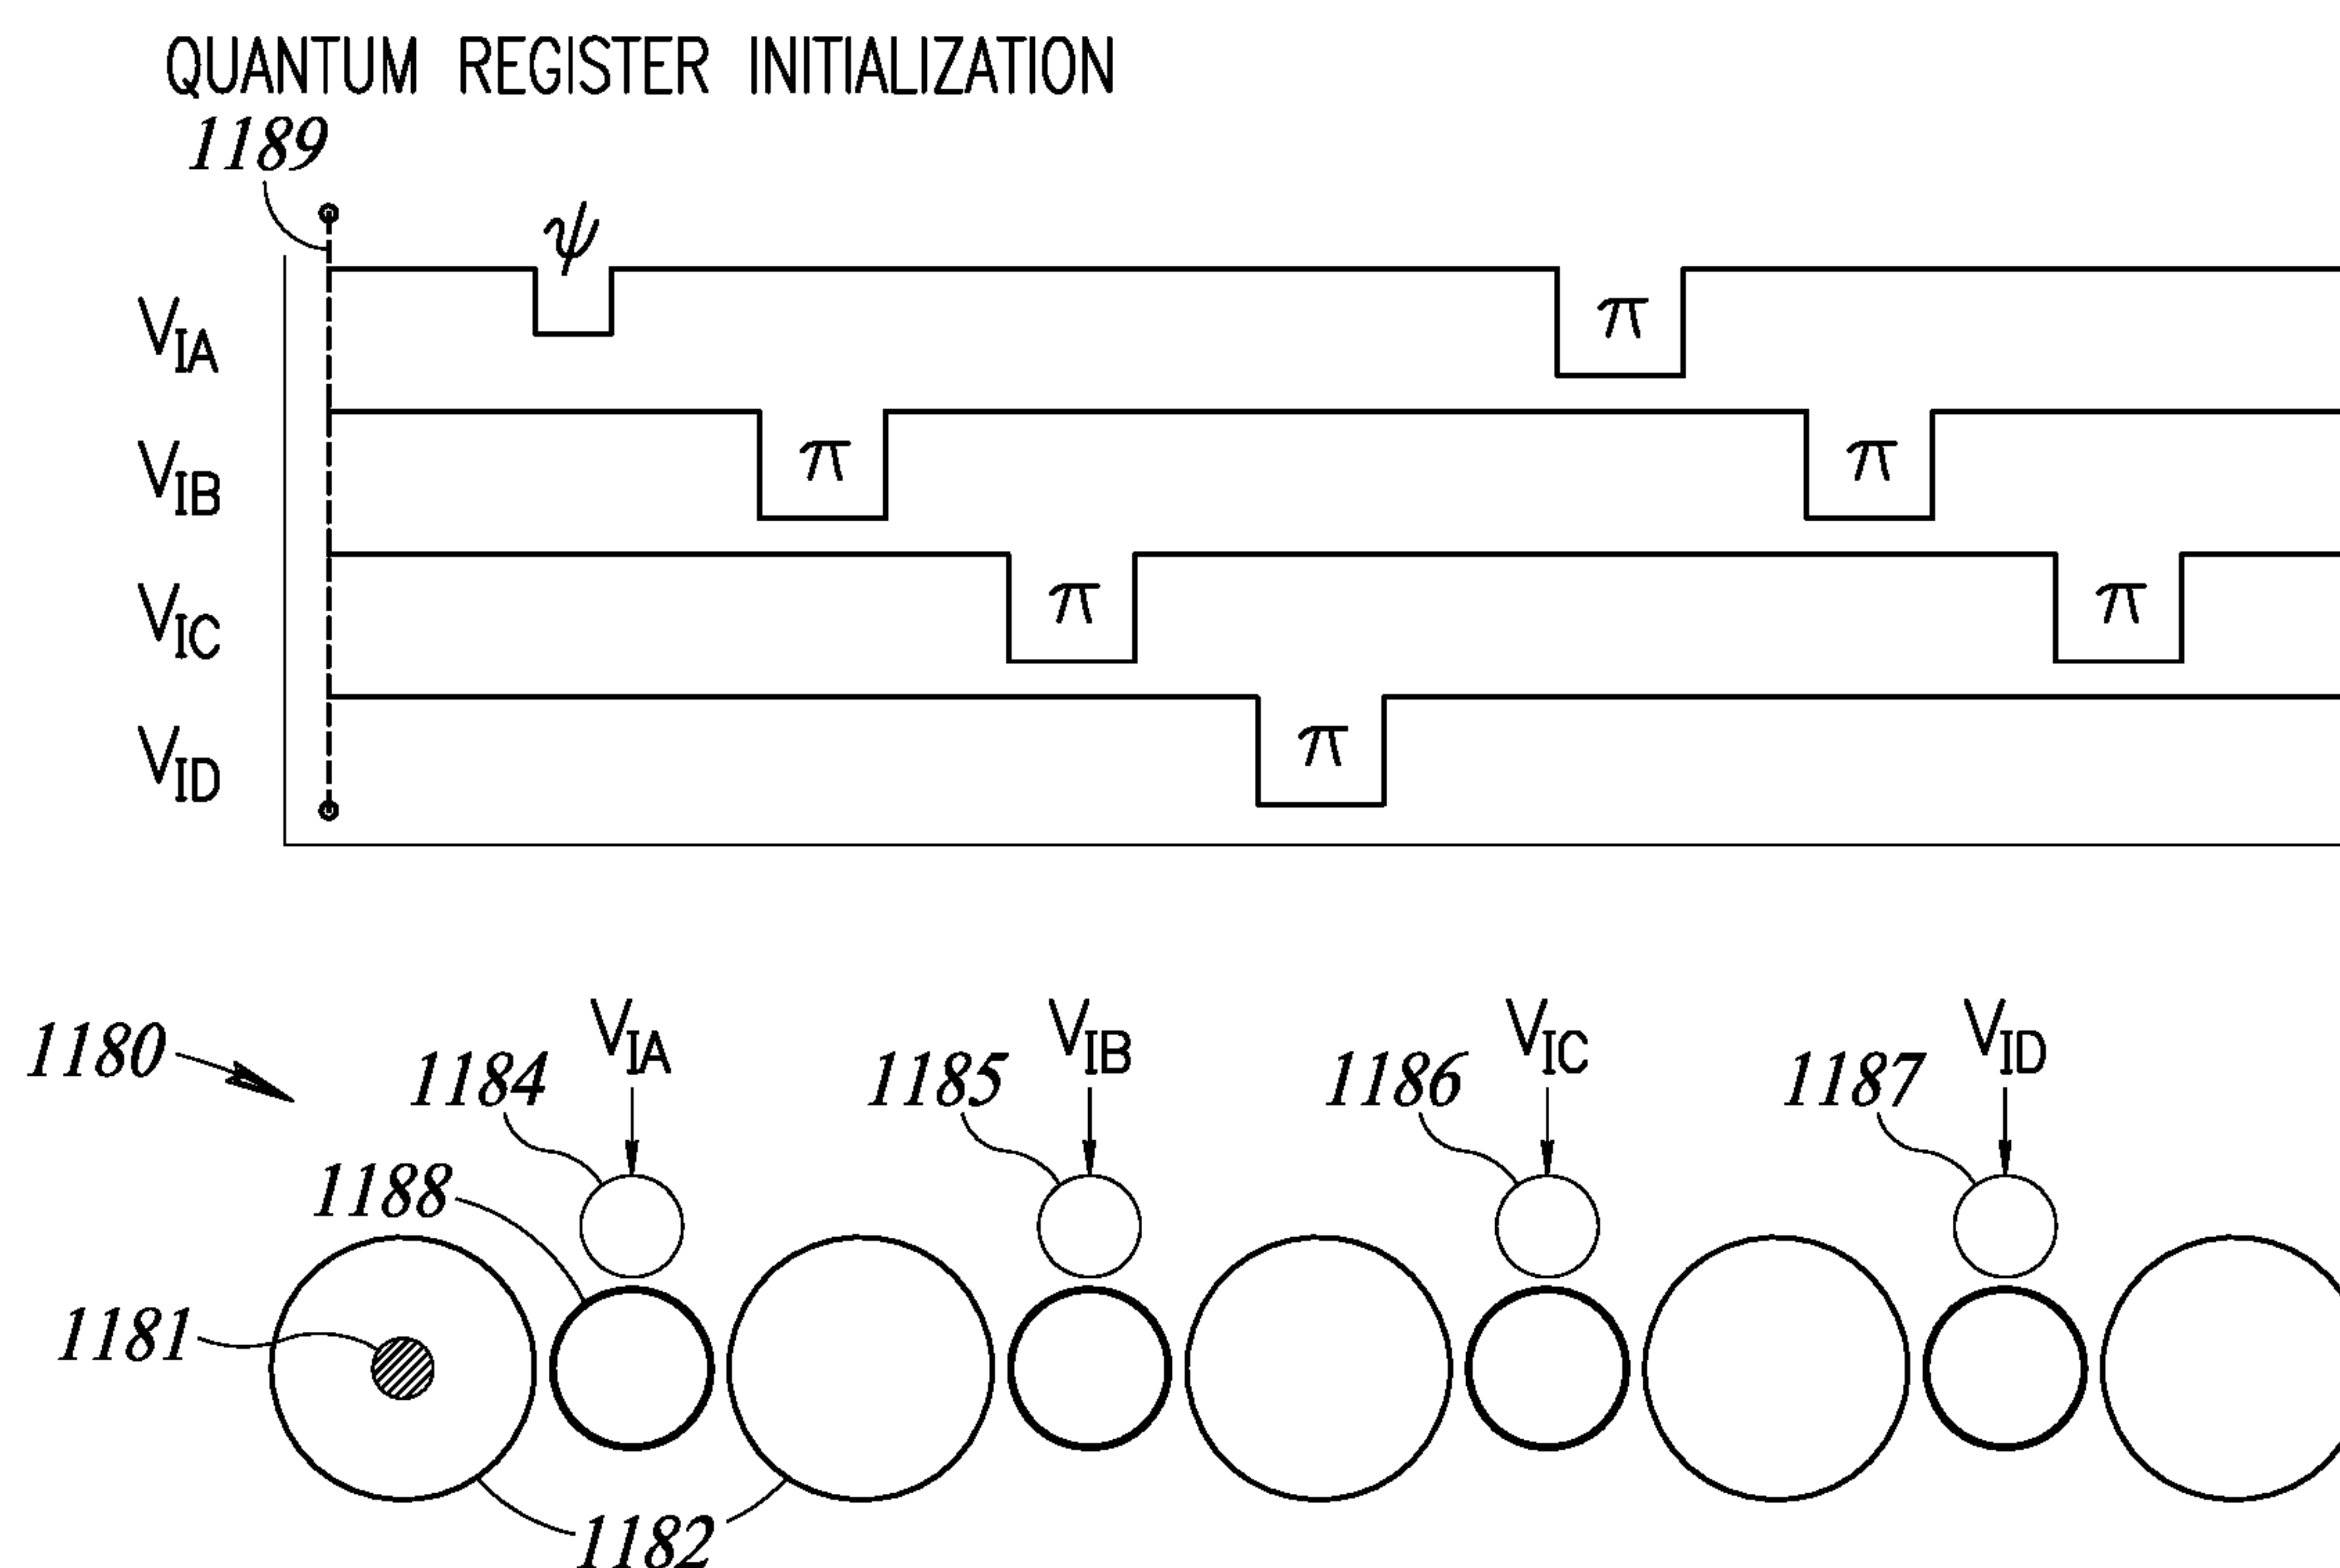 QUANTUM REGISTER INITIALIZATION
1189
ψ
V_IA
π
V_IB
π
π
V_IC
π
π
V_ID
π
1180
V_IA
V_IB
V_IC
V_ID
1184
1185
1186
1187
1188
1181
1182